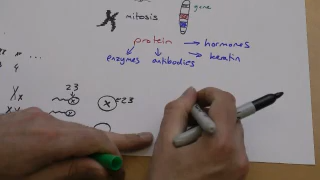 gene
mitosis
protein → hormones
enzymes antibodies keratin
23
X=23